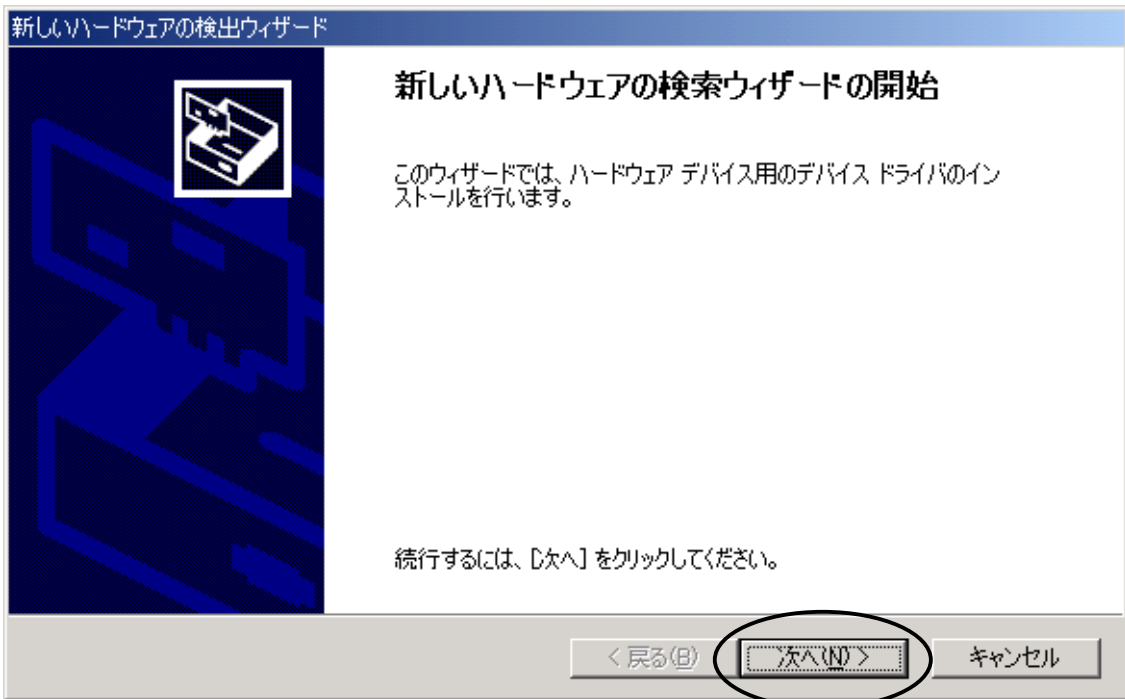 新しいハードウェアの検出ウィザード
新しいハードウェアの検索ウィザードの開始
このウィザードでは、ハードウェア デバイス用のデバイス ドライバのイン
ストールを行います。
続行するには、[次へ] をクリックしてください。
< 戻る(B)
次へ(N) >
キャンセル